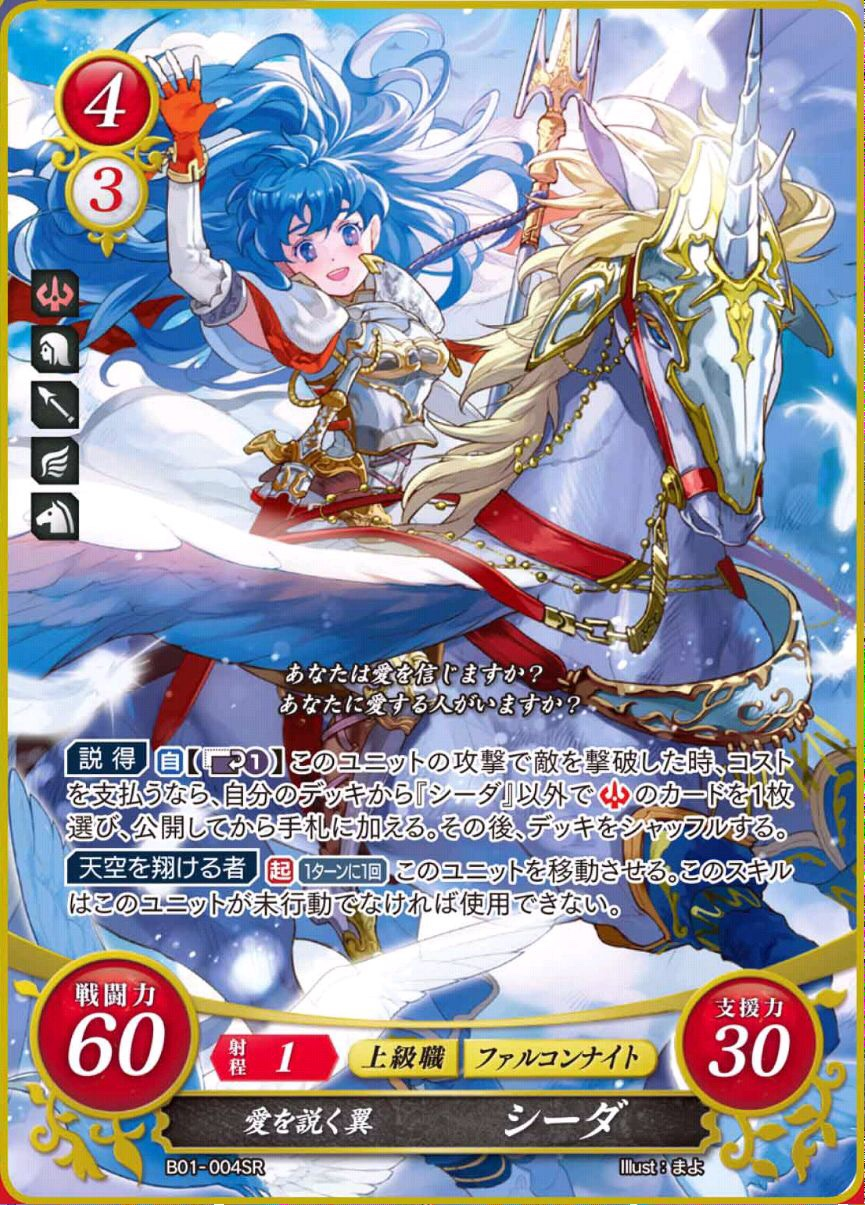 4
3
あなたは愛を信じますか?
あなたに愛する人がいますか?
説得 自【1】このユニットの攻撃で敵を撃破した時、コスト
を支払うなら、自分のデッキから『シーダ』以外での カードを1枚
選び、公開してから手札に加える。その後、デッキをシャッフルする。
天空を翔ける者 起 1ターンに1回 このユニットを移動させる。このスキル
はこのユニットが未行動でなければ使用できない。
戦闘力
60
射程 1
上級職 ファルコンナイト
支援力
30
愛を説く翼 シーダ
B01-004SR
Illust：まよ